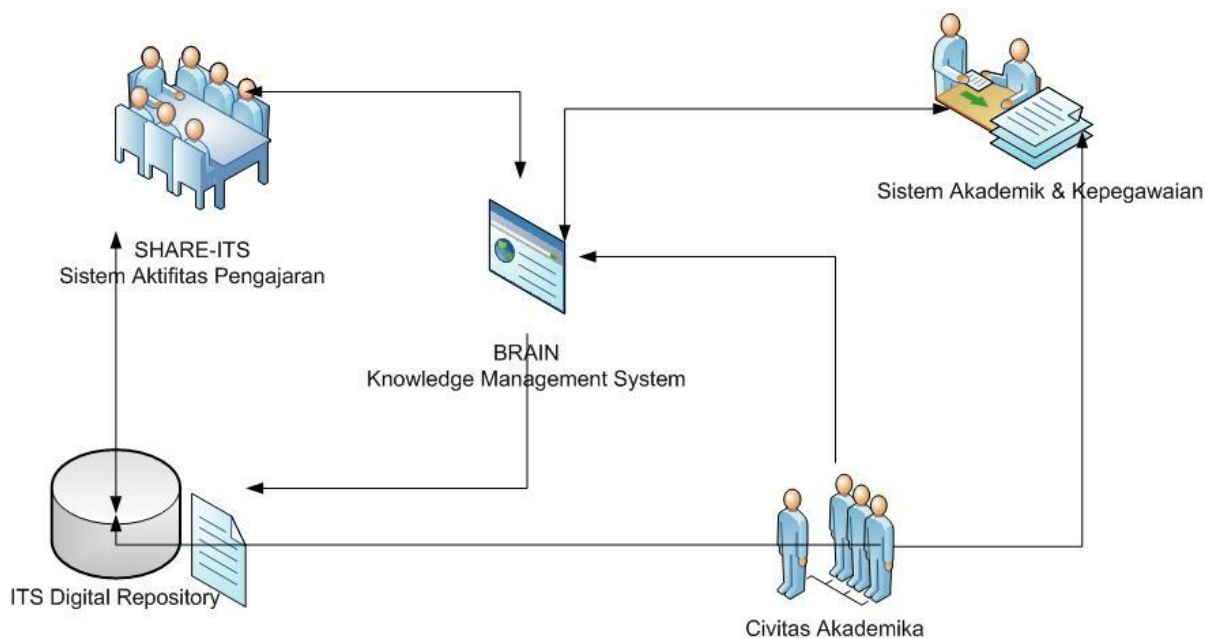 Sistem Akademik & Kepegawaian
SHARE-ITS
Sistem Aktifitas Pengajaran
BRAIN
Knowledge Management System
ITS Digital Repository
Civitas Akademika